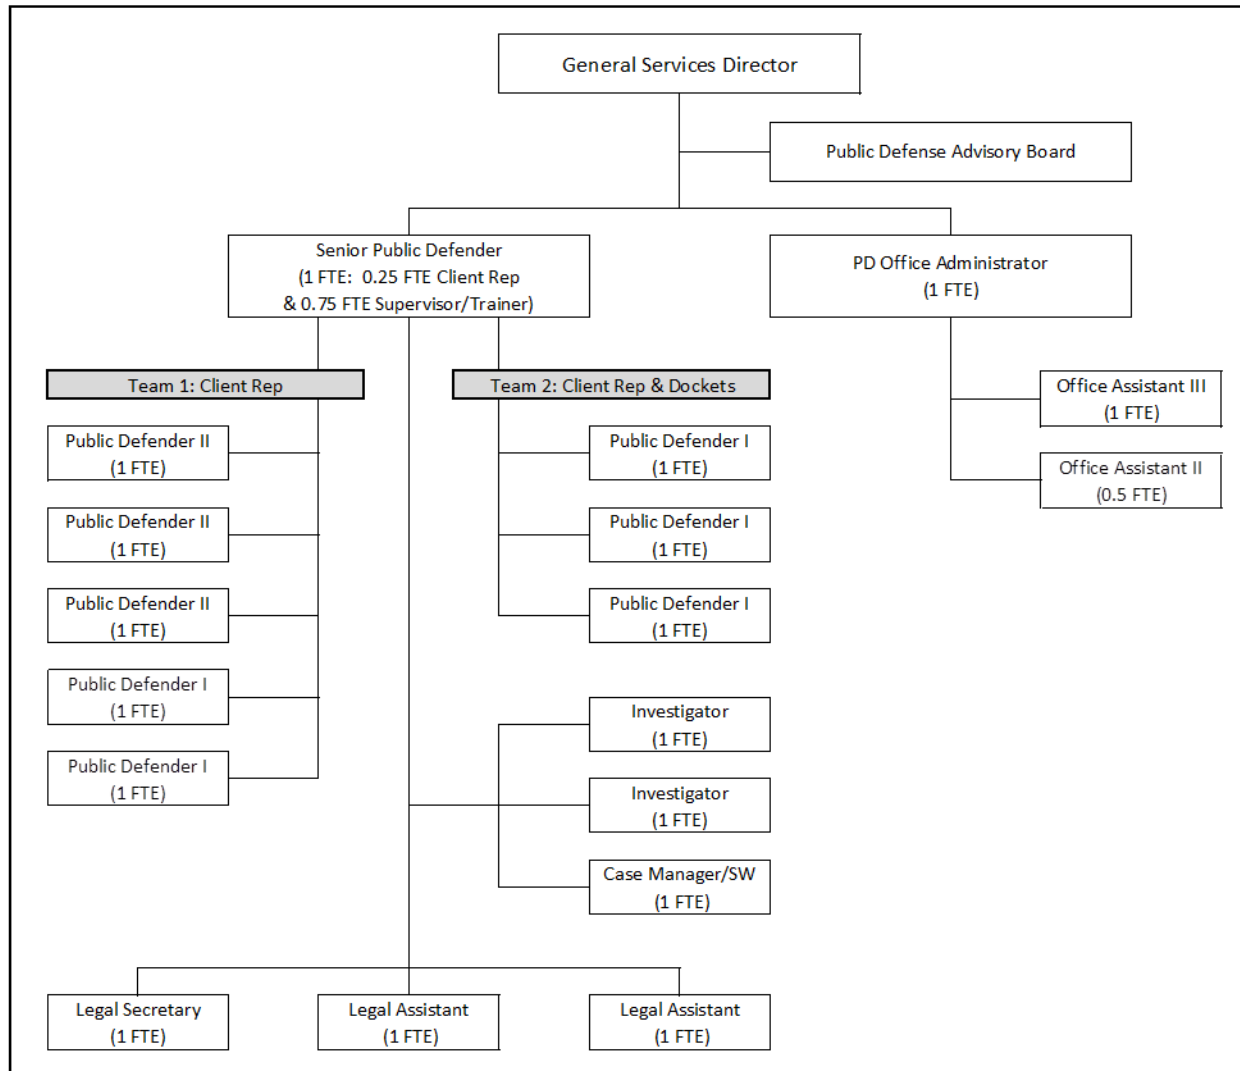 General Services Director
Public Defense Advisory Board
Senior Public Defender
(1 FTE:  0.25 FTE Client Rep
& 0.75 FTE Supervisor/Trainer)
PD Office Administrator
(1 FTE)
Team 1: Client Rep
Public Defender II
(1 FTE)
Public Defender II
(1 FTE)
Public Defender II
(1 FTE)
Public Defender I
(1 FTE)
Public Defender I
(1 FTE)
Team 2: Client Rep & Dockets
Public Defender I
(1 FTE)
Public Defender I
(1 FTE)
Public Defender I
(1 FTE)
Investigator
(1 FTE)
Investigator
(1 FTE)
Case Manager/SW
(1 FTE)
Office Assistant III
(1 FTE)
Office Assistant II
(0.5 FTE)
Legal Secretary
(1 FTE)
Legal Assistant
(1 FTE)
Legal Assistant
(1 FTE)